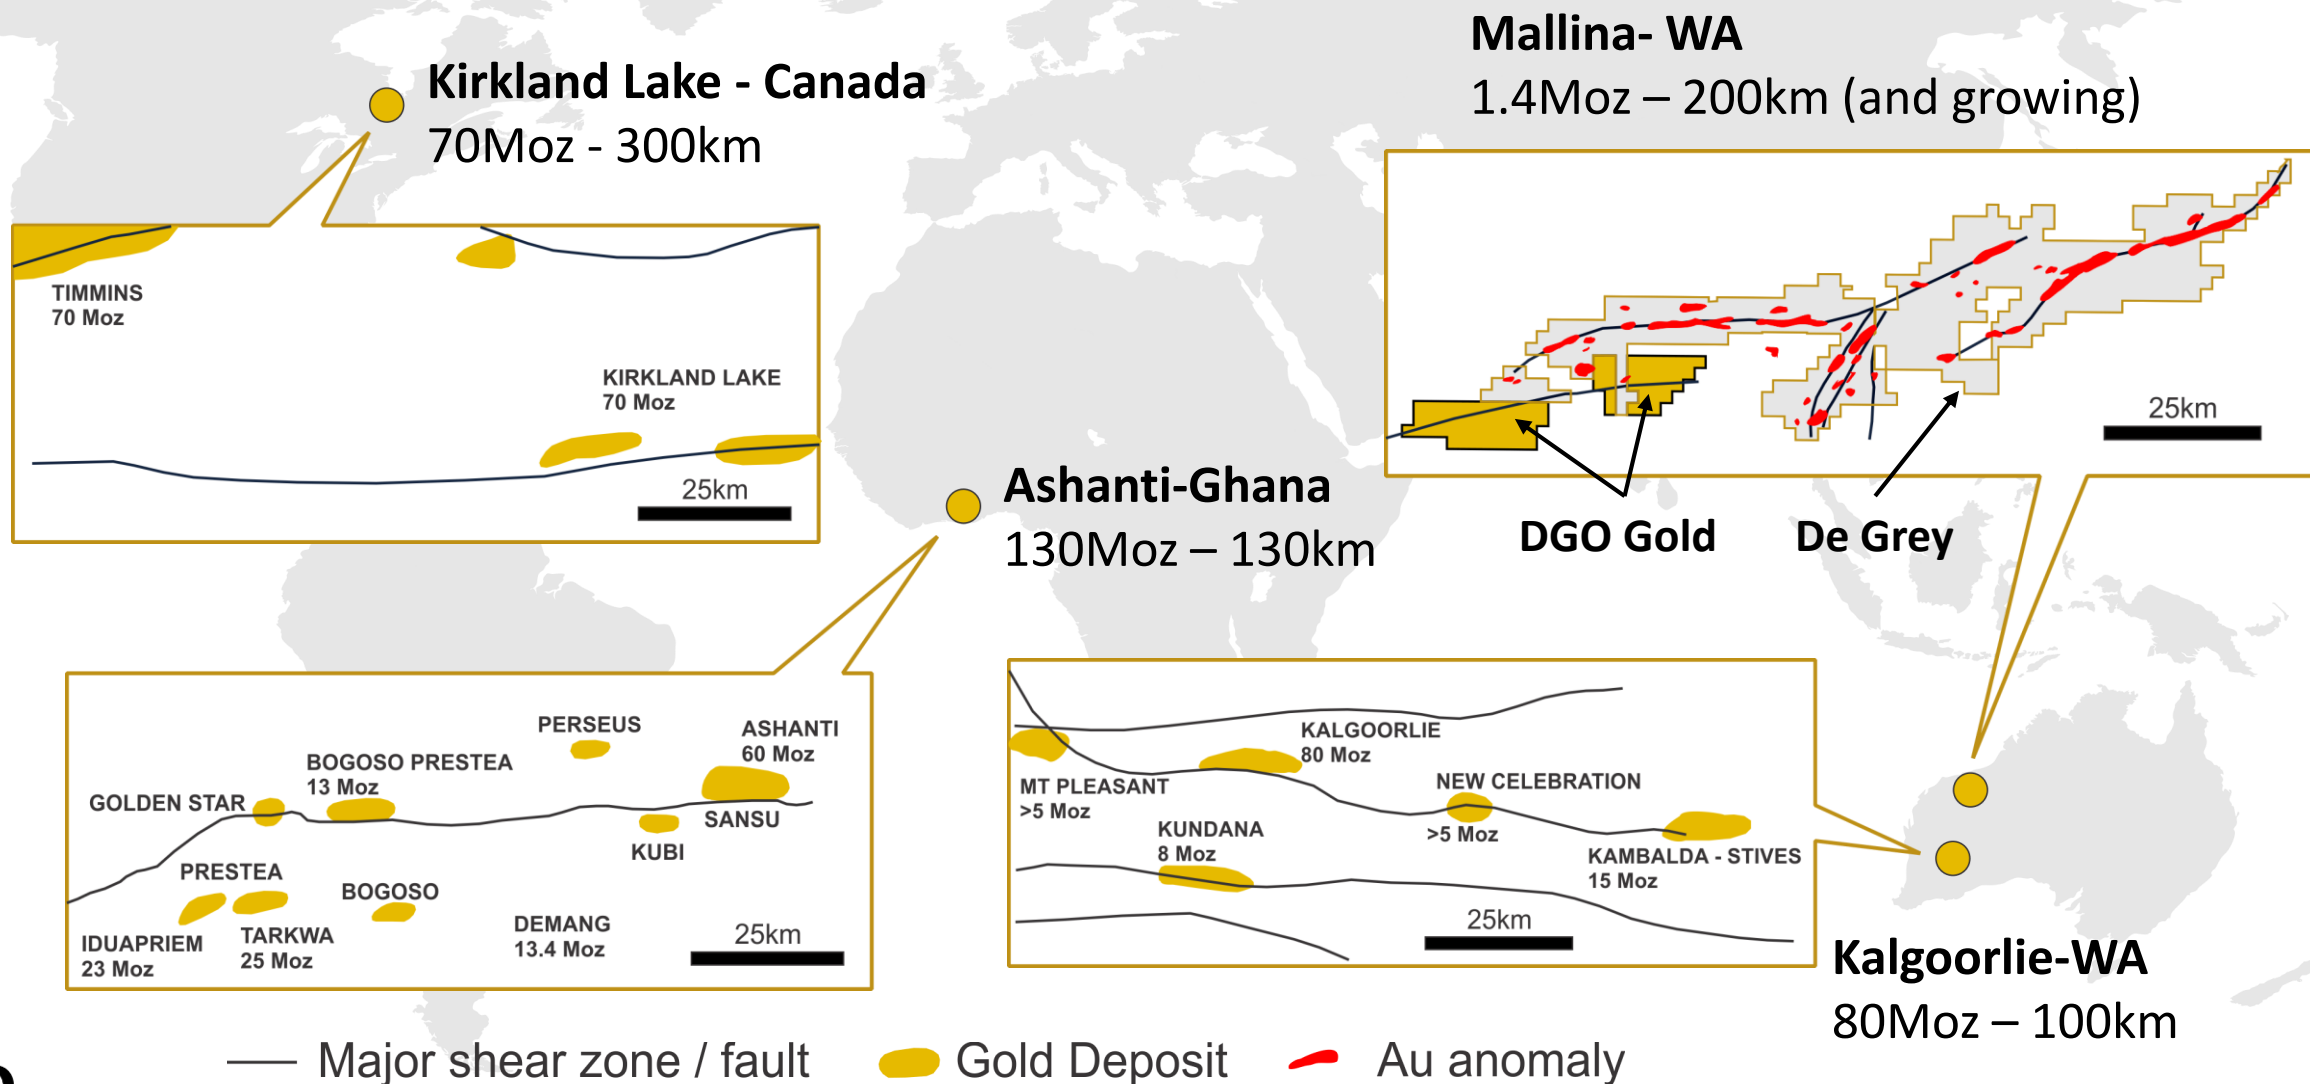 Kirkland Lake - Canada
70Moz - 300km
Mallina- WA
1.4Moz – 200km (and growing)
TIMMINS
70 Moz
KIRKLAND LAKE
70 Moz
25km
25km
DGO Gold
De Grey
Ashanti-Ghana
130Moz – 130km
PERSEUS
ASHANTI
60 Moz
BOGOSO PRESTEA
13 Moz
GOLDEN STAR
SANSU
KUBI
PRESTEA
BOGOSO
IDUAPRIEM
23 Moz
TARKWA
25 Moz
DEMANG
13.4 Moz
25km
KALGOORLIE
80 Moz
MT PLEASANT
>5 Moz
NEW CELEBRATION
>5 Moz
KUNDANA
8 Moz
KAMBALDA - STIVES
15 Moz
25km
Kalgoorlie-WA
80Moz – 100km
Major shear zone / fault
Gold Deposit
Au anomaly